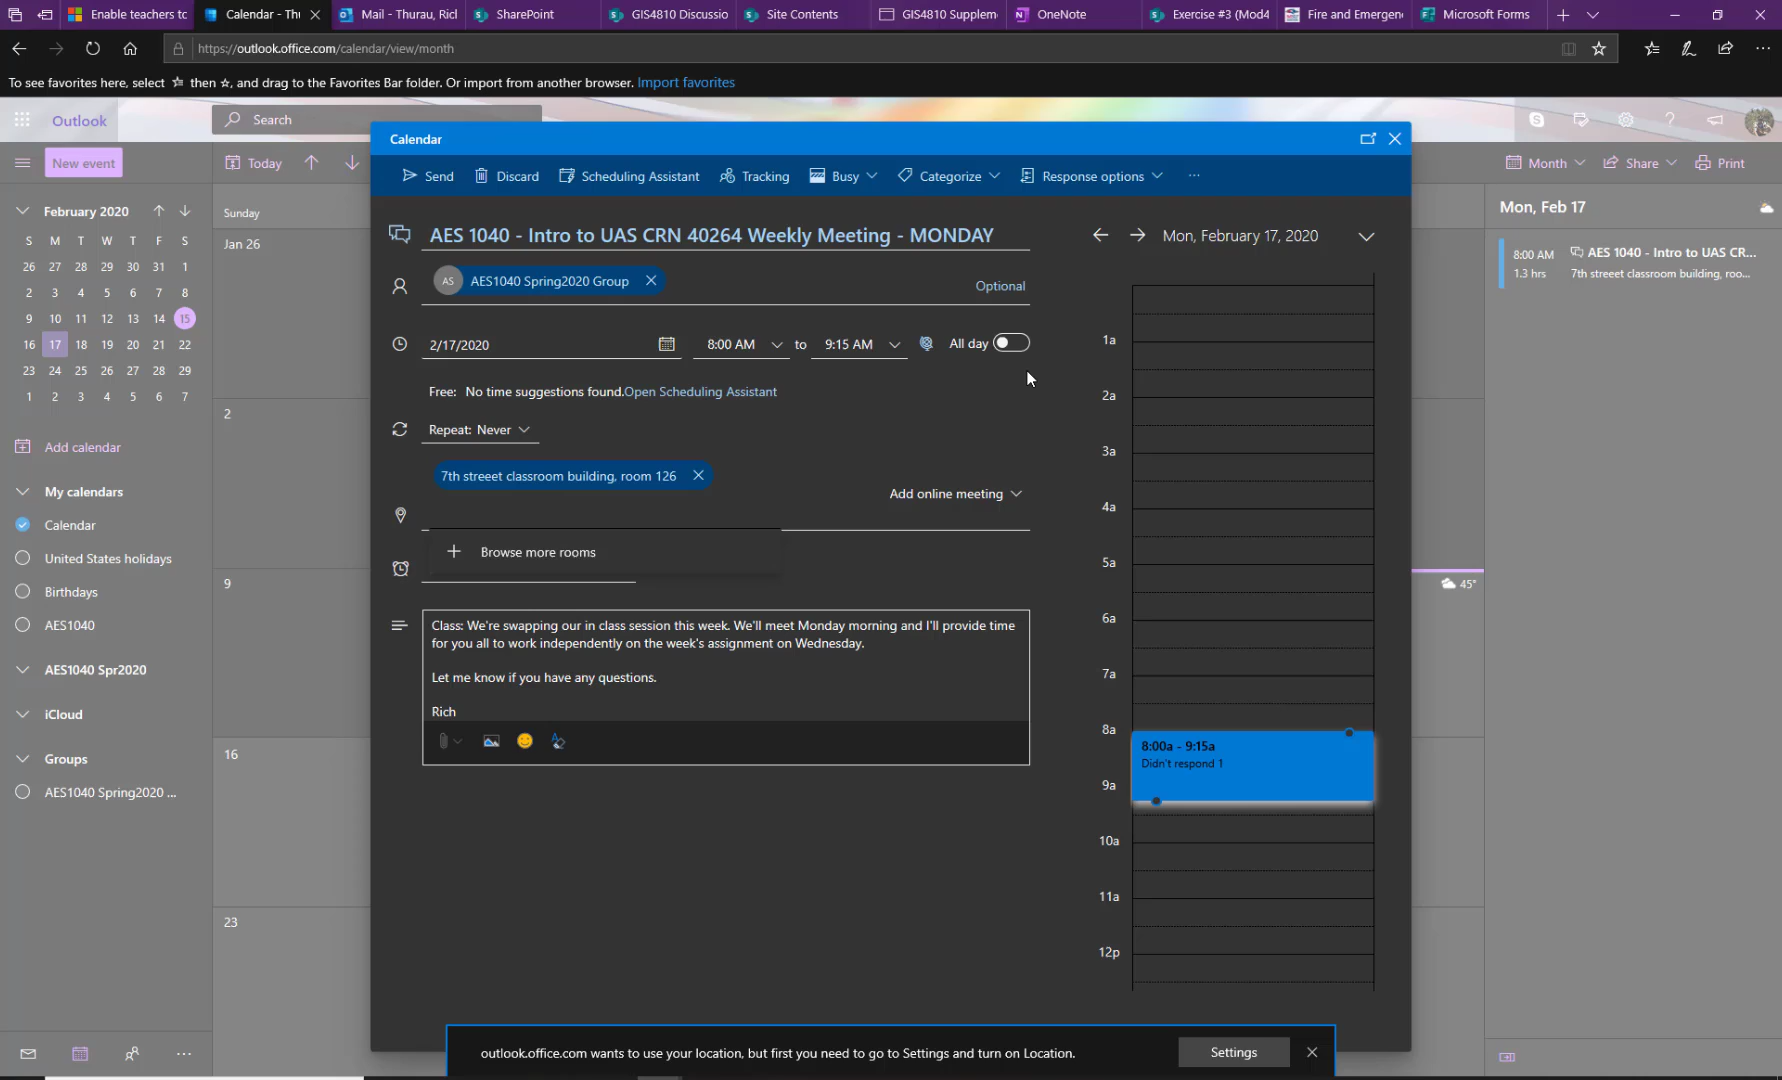 Enable teachers tc
Calendar - Thu
Mail - Thurau, Ricl
SharePoint
GIS4810 Discussio
Site Contents
GIS4810 Supplem
OneNote
Exercise #3 (Mod4
Fire and Emergen
Microsoft Forms
https://outlook.office.com/calendar/view/month
To see favorites here, select ☆ then ☆, and drag to the Favorites Bar folder. Or import from another browser. Import favorites
Outlook
Search
New event
Today
Month
Share
Print
Calendar
Send
Discard
Scheduling Assistant
Tracking
Busy
Categorize
Response options
February 2020
S M T W T F S
26 27 28 29 30 31 1
2 3 4 5 6 7 8
9 10 11 12 13 14 15
16 17 18 19 20 21 22
23 24 25 26 27 28 29
1 2 3 4 5 6 7
Add calendar
My calendars
Calendar
United States holidays
Birthdays
AES1040
AES1040 Spr2020
iCloud
Groups
AES1040 Spring2020 ...
Sunday
Jan 26
2
9
16
23
AES 1040 - Intro to UAS CRN 40264 Weekly Meeting - MONDAY
AS AES1040 Spring2020 Group
Optional
2/17/2020
8:00 AM to 9:15 AM
All day
Free: No time suggestions found.Open Scheduling Assistant
Repeat: Never
7th streeet classroom building, room 126
Add online meeting
Browse more rooms
Class: We're swapping our in class session this week. We'll meet Monday morning and I'll provide time
for you all to work independently on the week's assignment on Wednesday.
Let me know if you have any questions.
Rich
Mon, February 17, 2020
1a
2a
3a
4a
5a
6a
7a
8a
9a
10a
11a
12p
8:00a - 9:15a
Didn't respond 1
Mon, Feb 17
8:00 AM
1.3 hrs
AES 1040 - Intro to UAS CR...
7th streeet classroom building, roo...
45°
outlook.office.com wants to use your location, but first you need to go to Settings and turn on Location.
Settings